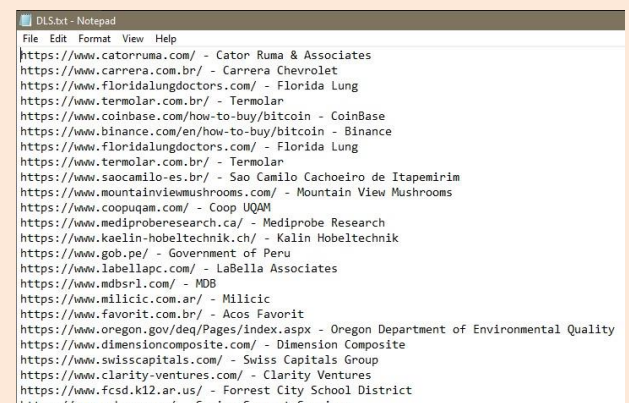 DLS.txt - Notepad
File Edit Format View Help
https://www.catorruma.com/ - Cator Ruma & Associates
https://www.carrera.com.br/ - Carrera Chevrolet
https://www.floridalungdoctors.com/ - Florida Lung
https://www.termolar.com.br/ - Termolar
https://www.coinbase.com/how-to-buy/bitcoin - CoinBase
https://www.binance.com/en/how-to-buy/bitcoin - Binance
https://www.floridalungdoctors.com/ - Florida Lung
https://www.termolar.com.br/ - Termolar
https://www.saocamilo-es.br/ - Sao Camilo Cachoeiro de Itapemirim
https://www.mountainviewmushrooms.com/ - Mountain View Mushrooms
https://www.coopuqam.com/ - Coop UQAM
https://www.mediproberesearch.ca/ - Mediprobe Research
https://www.kaelin-hobeltechnik.ch/ - Kalin Hobeltechnik
https://www.gob.pe/ - Government of Peru
https://www.labellapc.com/ - LaBella Associates
https://www.mdbsrl.com/ - MDB
https://www.milicic.com.ar/ - Milicic
https://www.favorit.com.br/ - Acos Favorit
https://www.oregon.gov/deq/Pages/index.aspx - Oregon Department of Environmental Quality
https://www.dimensioncomposite.com/ - Dimension Composite
https://www.swisscapitals.com/ - Swiss Capitals Group
https://www.clarity-ventures.com/ - Clarity Ventures
https://www.fcsd.k12.ar.us/ - Forrest City School District